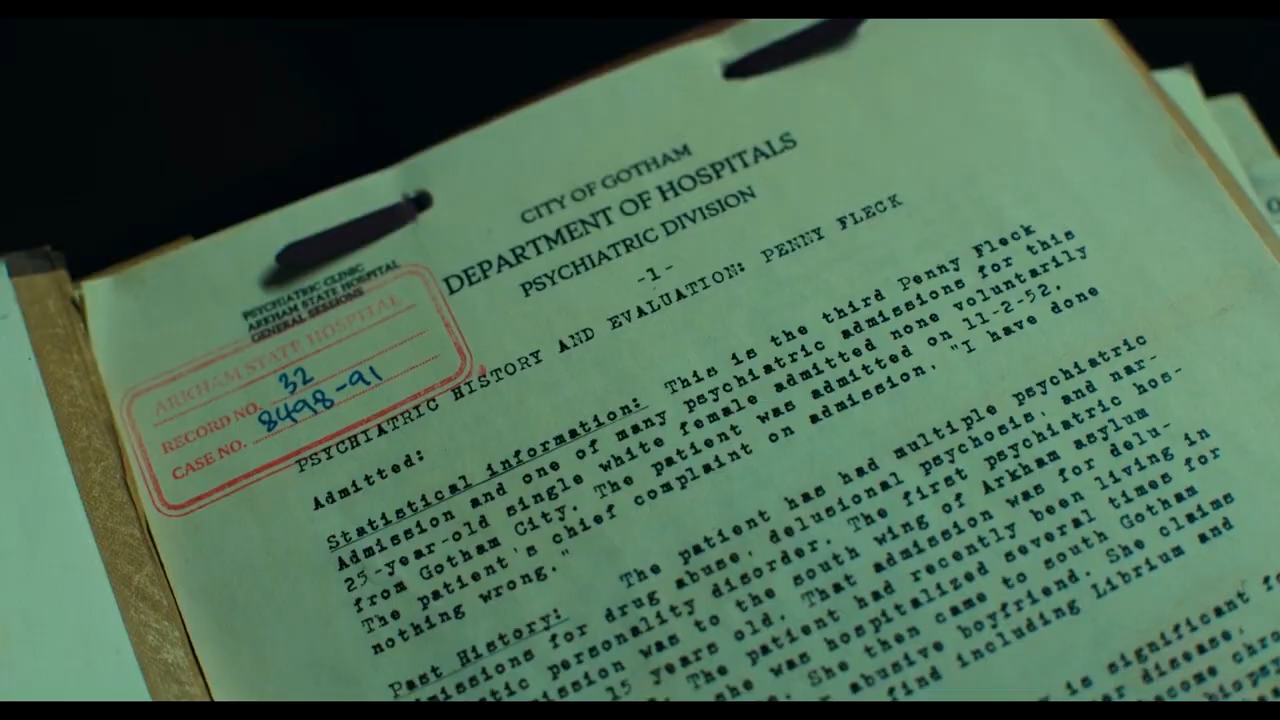 CITY OF GOTHAM
DEPARTMENT OF HOSPITALS
PSYCHIATRIC DIVISION
-1-
PSYCHIATRIC HISTORY AND EVALUATION: PENNY FLECK
PSYCHIATRIC CLINIC
ARKHAM STATE HOSPITAL
GENERAL SESSIONS
ARKHAM STATE HOSPITAL
RECORD NO. 32
CASE NO. 8498-91
Admitted:
Statistical information: This is the third Penny Fleck
Admission and one of many psychiatric admissions for this
25-year-old single white female admitted none voluntarily
from Gotham City. The patient was admitted on 11-2-52.
The patient's chief complaint on admission, "I have done
nothing wrong."
Past History: The patient has had multiple psychiatric
admissions for drug abuse, delusional psychosis, and nar-
personality disorder. The first psychiatric hos-
was to the south wing of Arkham asylum
15 years old. That admission was for delu-
The patient had recently been living in
she was hospitalized several times for
She then came to south Gotham
abusive boyfriend. She claims
find including Librium and
is significant
disease.
become